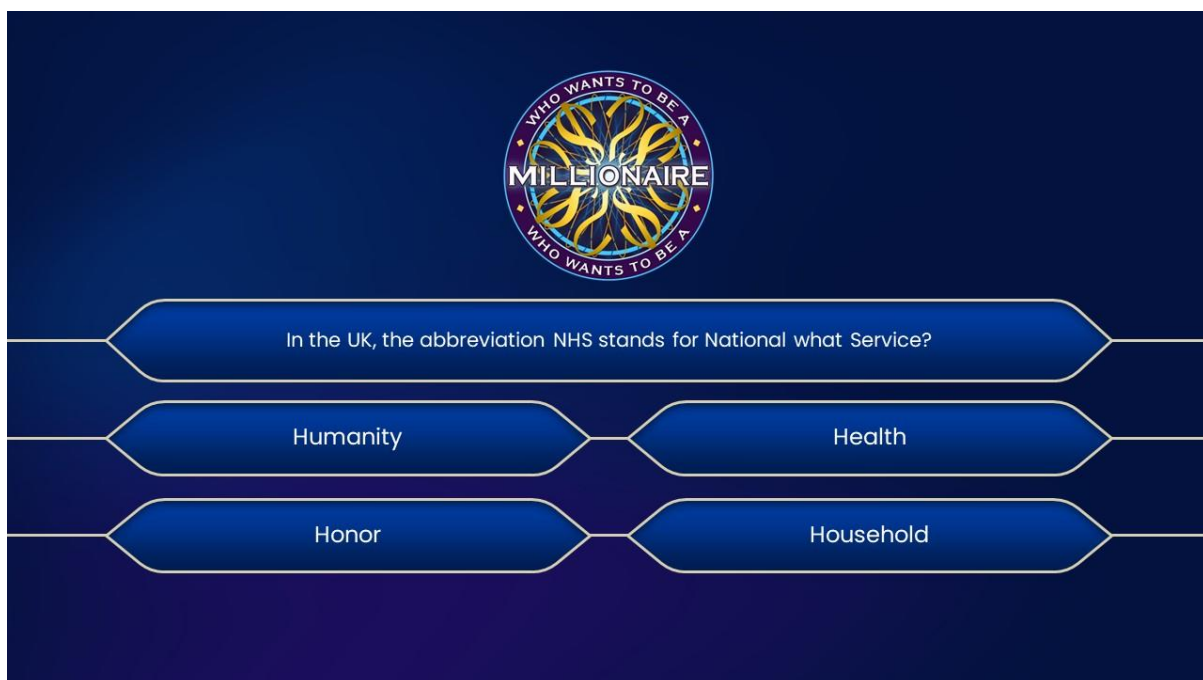 WHO WANTS TO BE A
MILLIONAIRE
WHO WANTS TO BE A
In the UK, the abbreviation NHS stands for National what Service?
Humanity
Health
Honor
Household